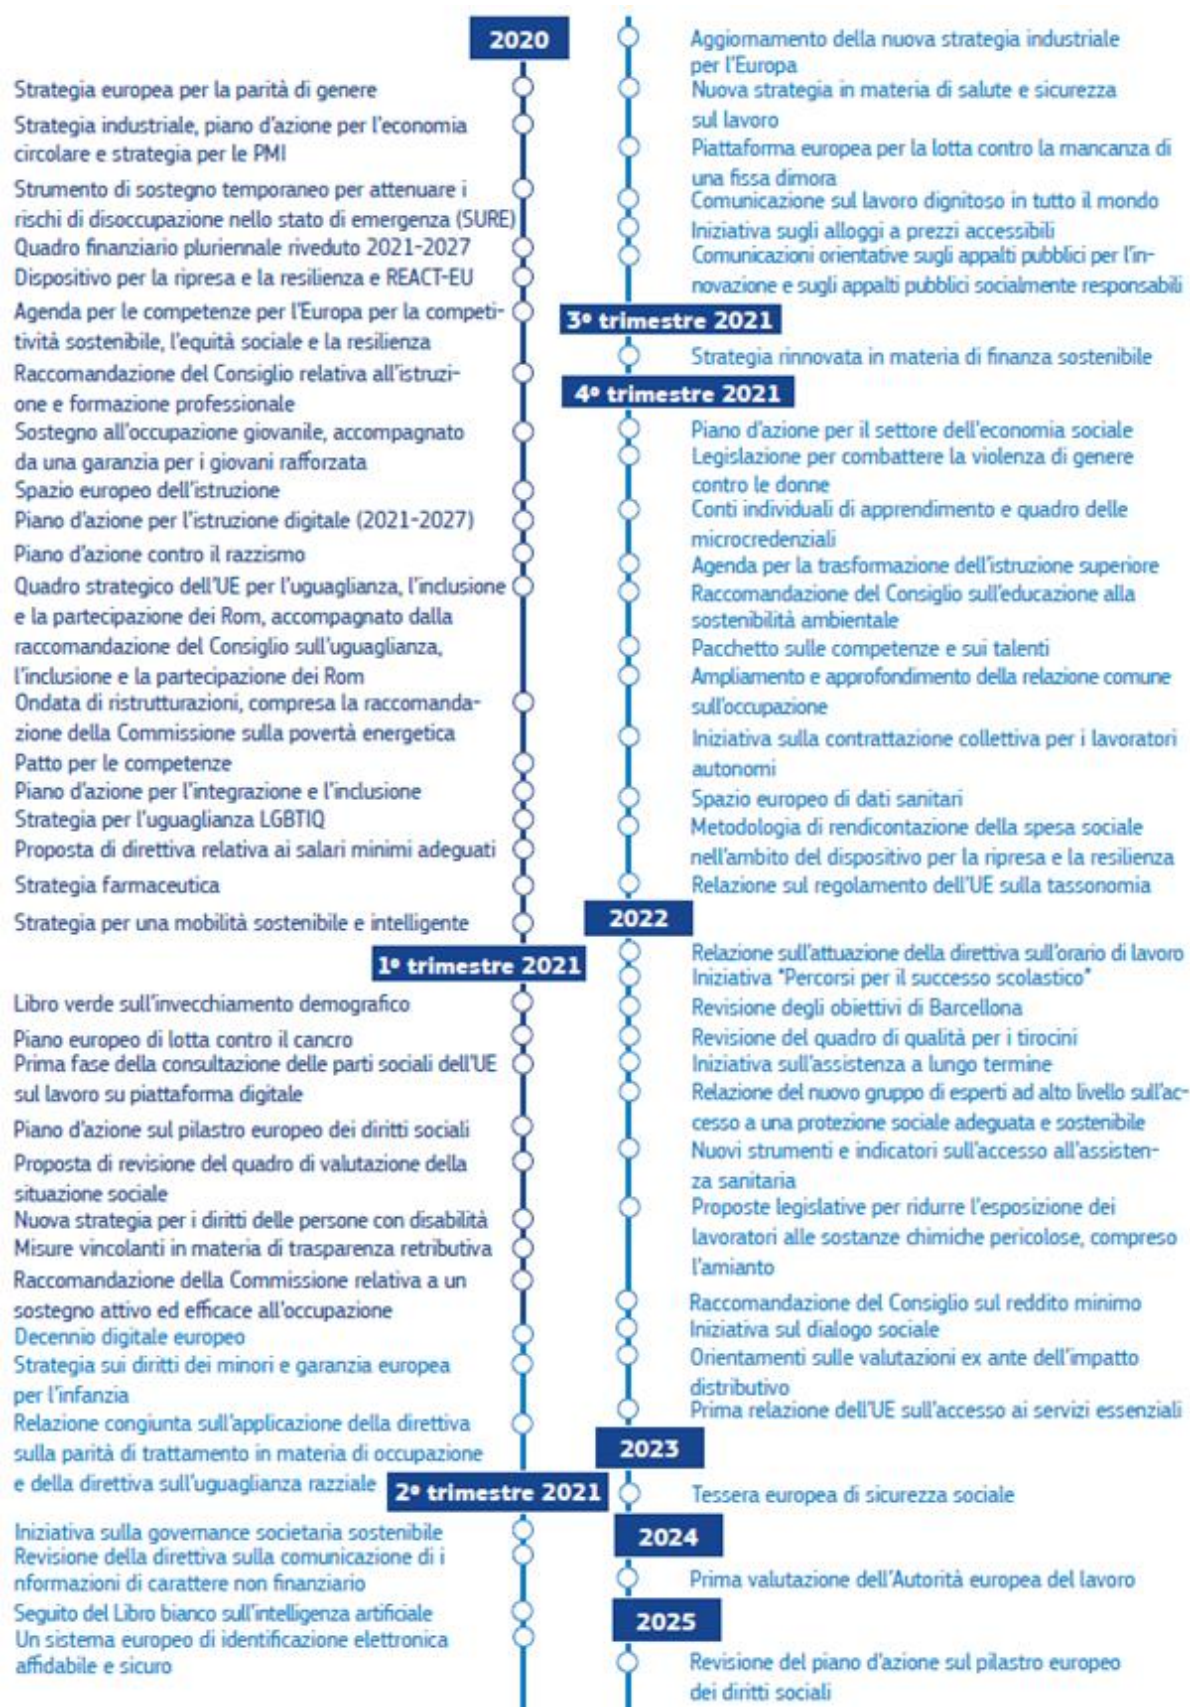 2020
Strategia europea per la parità di genere
Strategia industriale, piano d'azione per l'economia
circolare e strategia per le PMI
Strumento di sostegno temporaneo per attenuare i
rischi di disoccupazione nello stato di emergenza (SURE)
Quadro finanziario pluriennale riveduto 2021-2027
Dispositivo per la ripresa e la resilienza e REACT-EU
Agenda per le competenze per l'Europa per la competi-
tività sostenibile, l'equità sociale e la resilienza
Raccomandazione del Consiglio relativa all'istruzi-
one e formazione professionale
Sostegno all'occupazione giovanile, accompagnato
da una garanzia per i giovani rafforzata
Spazio europeo dell'istruzione
Piano d'azione per l'istruzione digitale (2021-2027)
Piano d'azione contro il razzismo
Quadro strategico dell'UE per l'uguaglianza, l'inclusione
e la partecipazione dei Rom, accompagnato dalla
raccomandazione del Consiglio sull'uguaglianza,
l'inclusione e la partecipazione dei Rom
Ondata di ristrutturazioni, compresa la raccomanda-
zione della Commissione sulla povertà energetica
Patto per le competenze
Piano d'azione per l'integrazione e l'inclusione
Strategia per l'uguaglianza LGBTIQ
Proposta di direttiva relativa ai salari minimi adeguati
Strategia farmaceutica
Strategia per una mobilità sostenibile e intelligente
1º trimestre 2021
Libro verde sull'invecchiamento demografico
Piano europeo di lotta contro il cancro
Prima fase della consultazione delle parti sociali dell'UE
sul lavoro su piattaforma digitale
Piano d'azione sul pilastro europeo dei diritti sociali
Proposta di revisione del quadro di valutazione della
situazione sociale
Nuova strategia per i diritti delle persone con disabilità
Misure vincolanti in materia di trasparenza retributiva
Raccomandazione della Commissione relativa a un
sostegno attivo ed efficace all'occupazione
Decennio digitale europeo
Strategia sui diritti dei minori e garanzia europea
per l'infanzia
Relazione congiunta sull'applicazione della direttiva
sulla parità di trattamento in materia di occupazione
e della direttiva sull'uguaglianza razziale
2º trimestre 2021
Iniziativa sulla governance societaria sostenibile
Revisione della direttiva sulla comunicazione di i
nformazioni di carattere non finanziario
Seguito del Libro bianco sull'intelligenza artificiale
Un sistema europeo di identificazione elettronica
affidabile e sicuro
Aggiornamento della nuova strategia industriale
per l'Europa
Nuova strategia in materia di salute e sicurezza
sul lavoro
Piattaforma europea per la lotta contro la mancanza di
una fissa dimora
Comunicazione sul lavoro dignitoso in tutto il mondo
Iniziativa sugli alloggi a prezzi accessibili
Comunicazioni orientative sugli appalti pubblici per l'in-
novazione e sugli appalti pubblici socialmente responsabili
3º trimestre 2021
Strategia rinnovata in materia di finanza sostenibile
4º trimestre 2021
Piano d'azione per il settore dell'economia sociale
Legislazione per combattere la violenza di genere
contro le donne
Conti individuali di apprendimento e quadro delle
microcredenziali
Agenda per la trasformazione dell'istruzione superiore
Raccomandazione del Consiglio sull'educazione alla
sostenibilità ambientale
Pacchetto sulle competenze e sui talenti
Ampliamento e approfondimento della relazione comune
sull'occupazione
Iniziativa sulla contrattazione collettiva per i lavoratori
autonomi
Spazio europeo di dati sanitari
Metodologia di rendicontazione della spesa sociale
nell'ambito del dispositivo per la ripresa e la resilienza
Relazione sul regolamento dell'UE sulla tassonomia
2022
Relazione sull'attuazione della direttiva sull'orario di lavoro
Iniziativa "Percorsi per il successo scolastico"
Revisione degli obiettivi di Barcellona
Revisione del quadro di qualità per i tirocini
Iniziativa sull'assistenza a lungo termine
Relazione del nuovo gruppo di esperti ad alto livello sull'ac-
cesso a una protezione sociale adeguata e sostenibile
Nuovi strumenti e indicatori sull'accesso all'assisten-
za sanitaria
Proposte legislative per ridurre l'esposizione dei
lavoratori alle sostanze chimiche pericolose, compreso
l'amianto
Raccomandazione del Consiglio sul reddito minimo
Iniziativa sul dialogo sociale
Orientamenti sulle valutazioni ex ante dell'impatto
distributivo
Prima relazione dell'UE sull'accesso ai servizi essenziali
2023
Tessera europea di sicurezza sociale
2024
Prima valutazione dell'Autorità europea del lavoro
2025
Revisione del piano d'azione sul pilastro europeo
dei diritti sociali